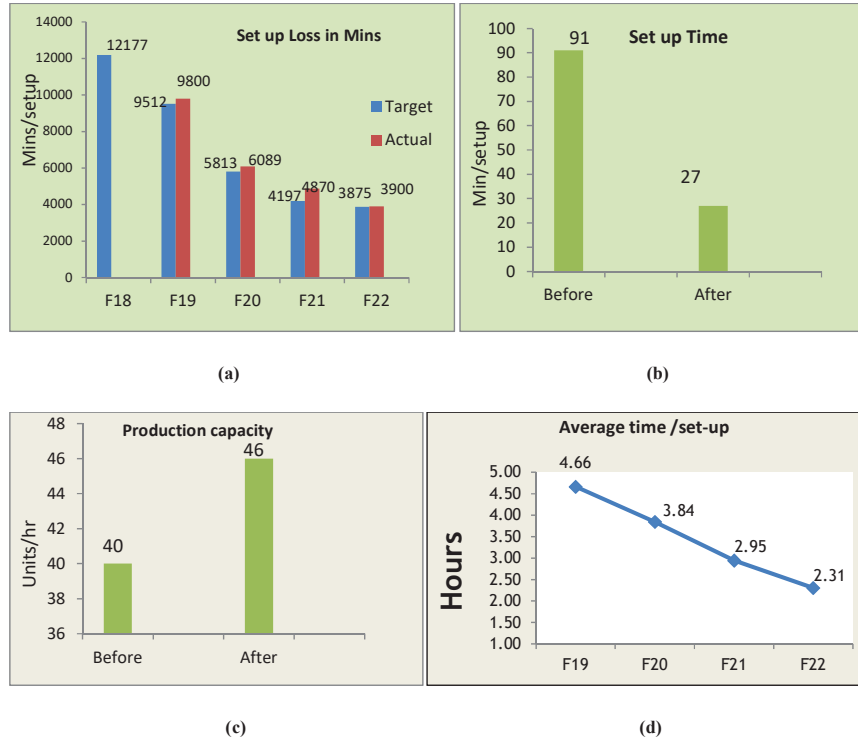 Set up Loss in Mins
Mins/setup
14000
12000
10000
8000
6000
4000
2000
0
12177
9512
9800
5813
6089
4197
4870
3875
3900
Target
Actual
F18 F19 F20 F21 F22
(a)
Set up Time
Min/setup
100
90
80
70
60
50
40
30
20
10
0
91
27
Before After
(b)
Production capacity
Units/hr
48
46
44
42
40
38
36
40
46
Before After
(c)
Average time /set-up
Hours
5.00
4.50
4.00
3.50
3.00
2.50
2.00
1.50
1.00
4.66
3.84
2.95
2.31
F19 F20 F21 F22
(d)